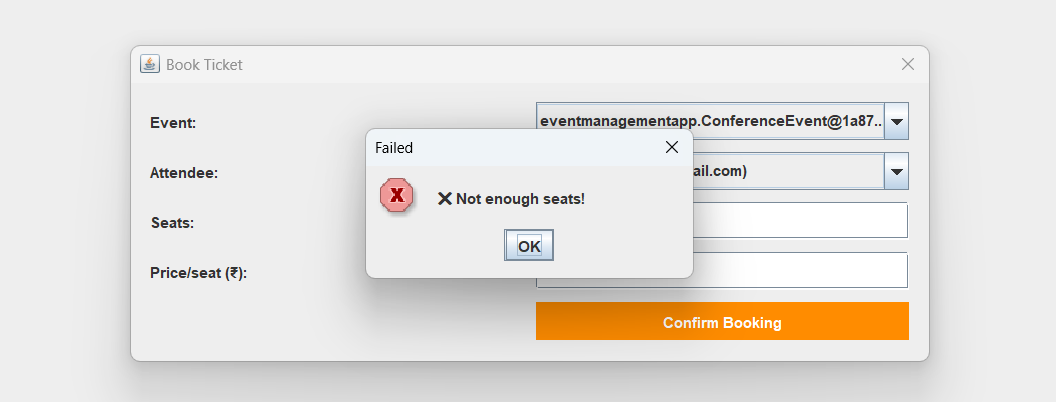 Book Ticket
Event:
eventmanagementapp.ConferenceEvent@1a87..
Failed
Attendee:
ail.com)
❌ Not enough seats!
Seats:
OK
Price/seat (₹):
Confirm Booking